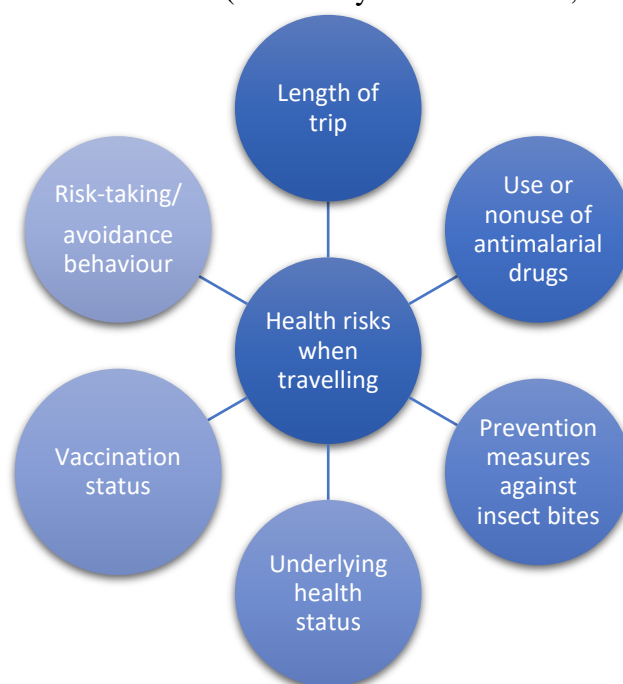 Length of
trip
Use or
nonuse of
antimalarial
drugs
Prevention
measures
against
insect bites
Underlying
health
status
Vaccination
status
Risk-taking/
avoidance
behaviour
Health risks
when
travelling